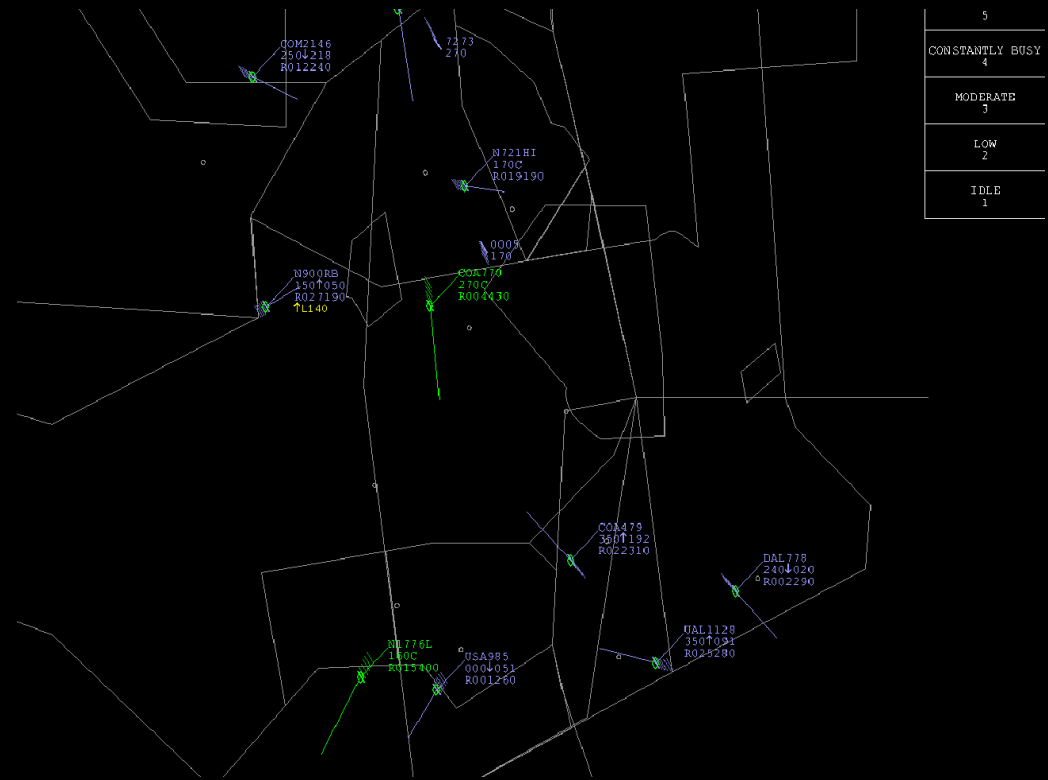 5
CONSTANTLY BUSY
4
MODERATE
3
LOW
2
IDLE
1
COM2146
250↓218
R012240
7273
270
N721HI
170C
R019190
0005
170
COA770
270C
R004430
N900RB
150↑050
R027190
↑L140
COA479
350↑192
R022310
DAL778
240↓020
R002290
UAL1128
350↑091
R025280
N1776L
160C
R015400
USA985
000↓051
R001260